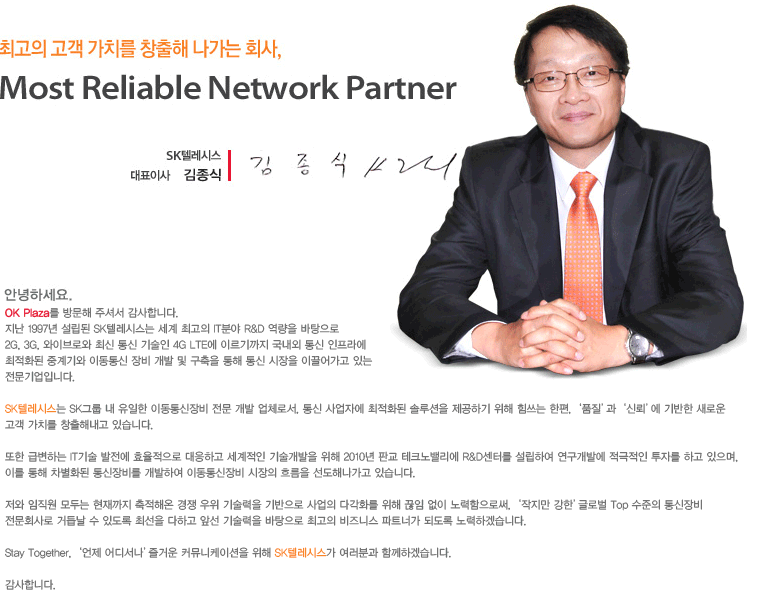 최고의 고객 가치를 창출해 나가는 회사,
Most Reliable Network Partner
SK텔레시스
대표이사 김종식
김 종 식
안녕하세요.
OK Plaza를 방문해 주셔서 감사합니다.
지난 1997년 설립된 SK텔레시스는 세계 최고의 IT분야 R&D 역량을 바탕으로
2G, 3G, 와이브로와 최신 통신 기술인 4G LTE에 이르기까지 국내외 통신 인프라에
최적화된 중계기와 이동통신 장비 개발 및 구축을 통해 통신 시장을 이끌어가고 있는
전문기업입니다.
SK텔레시스는 SK그룹 내 유일한 이동통신장비 전문 개발 업체로서, 통신 사업자에 최적화된 솔루션을 제공하기 위해 힘쓰는 한편, ‘품질’과 ‘신뢰’에 기반한 새로운
고객 가치를 창출해내고 있습니다.
또한 급변하는 IT기술 발전에 효율적으로 대응하고 세계적인 기술개발을 위해 2010년 판교 테크노밸리에 R&D센터를 설립하여 연구개발에 적극적인 투자를 하고 있으며,
이를 통해 차별화된 통신장비를 개발하여 이동통신장비 시장의 흐름을 선도해나가고 있습니다.
저와 임직원 모두는 현재까지 축적해온 경쟁 우위 기술력을 기반으로 사업의 다각화를 위해 끊임 없이 노력함으로써, ‘작지만 강한’ 글로벌 Top 수준의 통신장비
전문회사로 거듭날 수 있도록 최선을 다하고 앞선 기술력을 바탕으로 최고의 비즈니스 파트너가 되도록 노력하겠습니다.
Stay Together, ‘언제 어디서나’ 즐거운 커뮤니케이션을 위해 SK텔레시스가 여러분과 함께하겠습니다.
감사합니다.